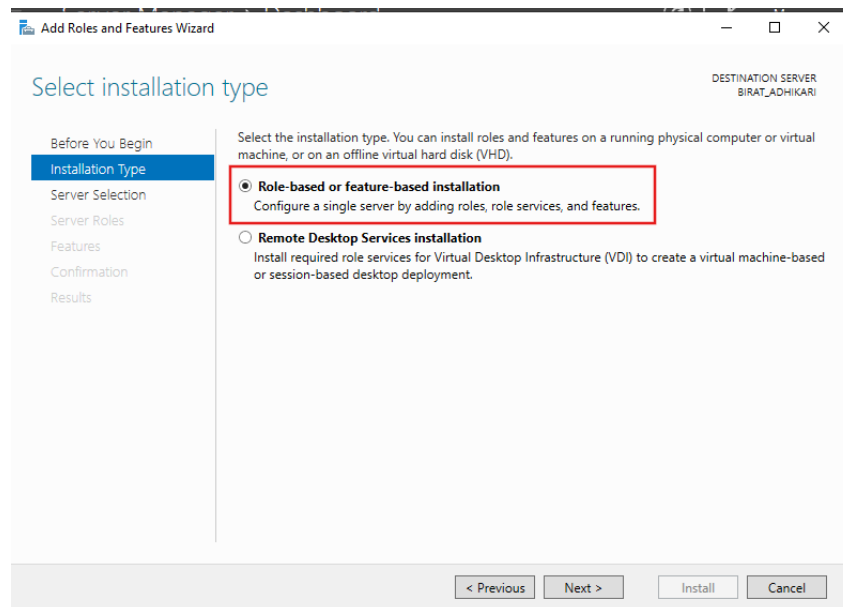 Add Roles and Features Wizard
Select installation type
DESTINATION SERVER
BIRAT_ADHIKARI
Before You Begin
Installation Type
Server Selection
Server Roles
Features
Confirmation
Results
Select the installation type. You can install roles and features on a running physical computer or virtual
machine, or on an offline virtual hard disk (VHD).
Role-based or feature-based installation
Configure a single server by adding roles, role services, and features.
Remote Desktop Services installation
Install required role services for Virtual Desktop Infrastructure (VDI) to create a virtual machine-based
or session-based desktop deployment.
< Previous
Next >
Install
Cancel